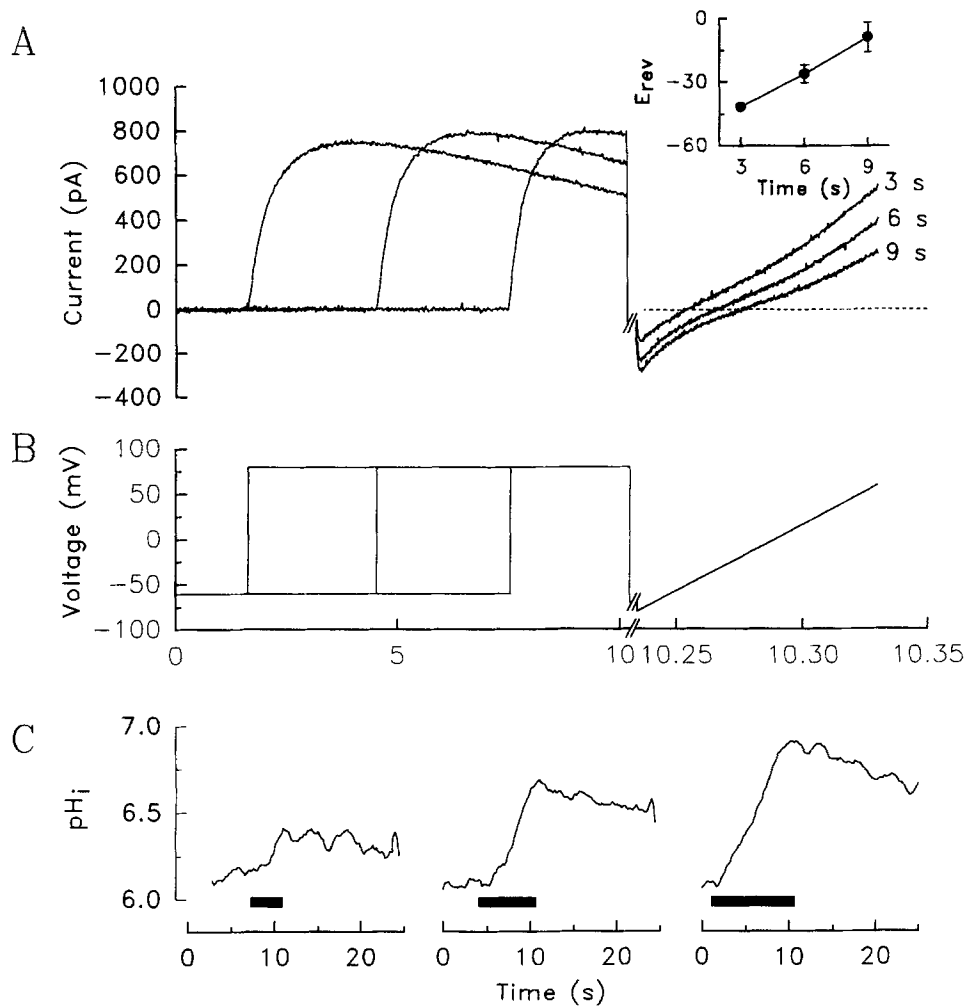 A
Current (pA)
1000
800
600
400
200
0
−200
−400
Erev
0
−30
−60
3 6 9
Time (s)
3 s
6 s
9 s
B
Voltage (mV)
100
50
0
−50
−100
0 5 10 10.25 10.30 10.35
C
pHi
7.0
6.5
6.0
0 10 20 0 10 20 0 10 20
Time (s)